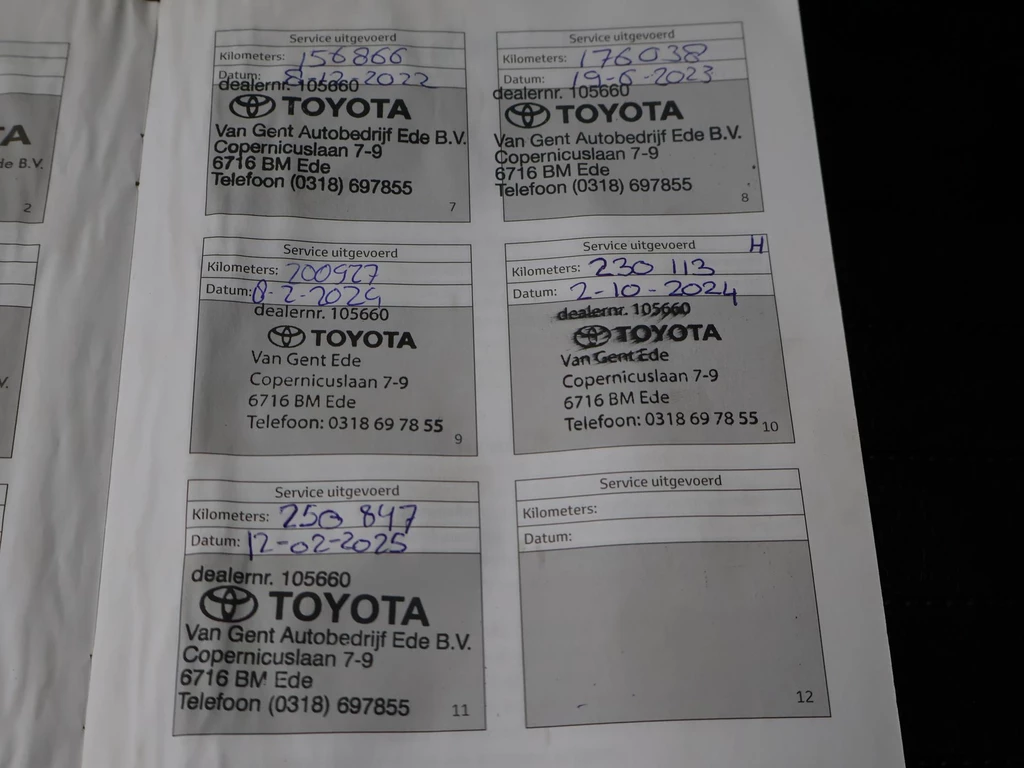 TA
de B.V.
2
V.
Service uitgevoerd
Kilometers: 156866
Datum: 8-12-2022
dealernr. 105660
TOYOTA
Van Gent Autobedrijf Ede B.V.
Copernicuslaan 7-9
6716 BM Ede
Telefoon (0318) 697855
7
Service uitgevoerd
Kilometers: 176038
Datum: 19-6-2023
dealernr. 105660
TOYOTA
Van Gent Autobedrijf Ede B.V.
Copernicuslaan 7-9
6716 BM Ede
Telefoon (0318) 697855
8
Service uitgevoerd
Kilometers: 200927
Datum: 8-2-2024
dealernr. 105660
TOYOTA
Van Gent Ede
Copernicuslaan 7-9
6716 BM Ede
Telefoon: 0318 69 78 55
9
Service uitgevoerd H
Kilometers: 230 113
Datum: 2-10-2024
dealernr. 105660
TOYOTA
Van Gent Ede
Copernicuslaan 7-9
6716 BM Ede
Telefoon: 0318 69 78 55
10
Service uitgevoerd
Kilometers: 250 847
Datum: 12-02-2025
dealernr. 105660
TOYOTA
Van Gent Autobedrijf Ede B.V.
Copernicuslaan 7-9
6716 BM Ede
Telefoon (0318) 697855
11
Service uitgevoerd
Kilometers:
Datum:
12